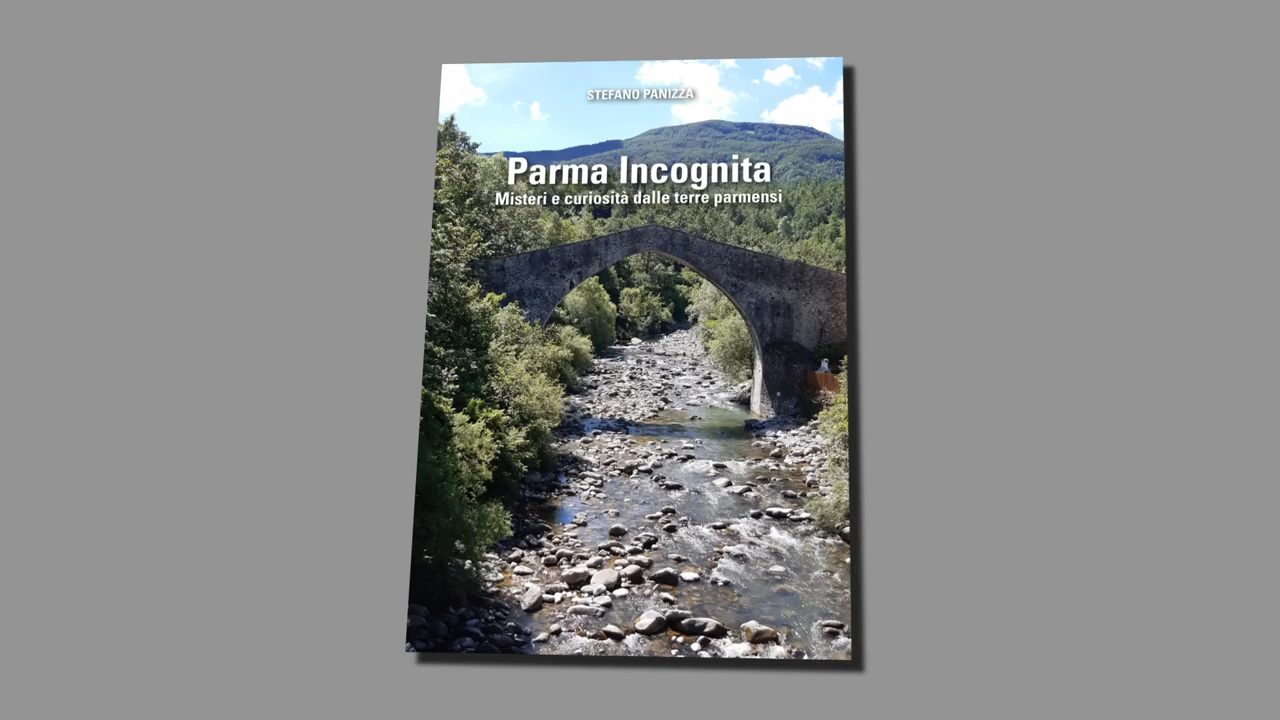 STEFANO PANIZZA
Parma Incognita
Misteri e curiosità dalle terre parmensi